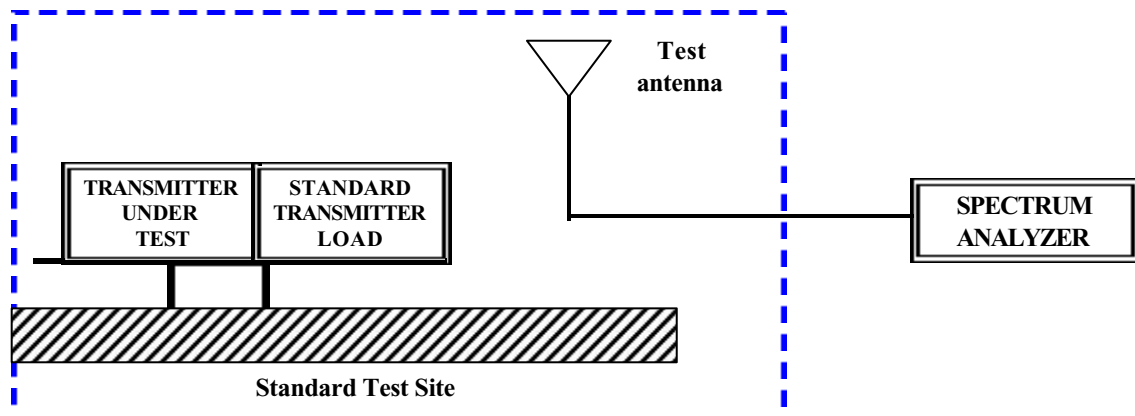 Test
antenna
TRANSMITTER
UNDER
TEST
STANDARD
TRANSMITTER
LOAD
SPECTRUM
ANALYZER
Standard Test Site